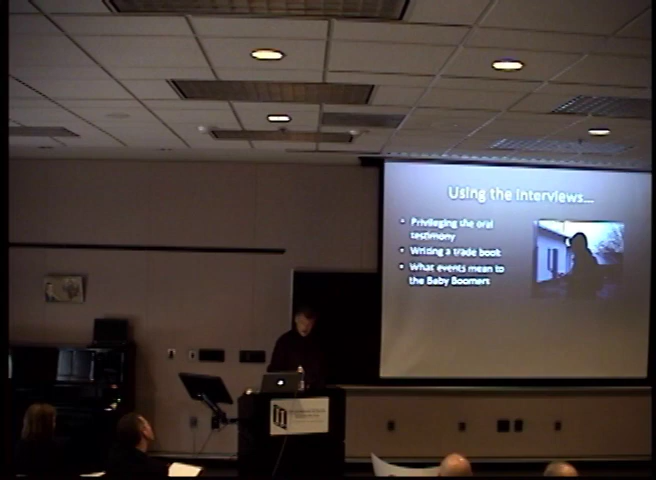 Using the Interviews...
• Privileging the oral
testimony
• Writing a trade book
• What events mean to
the Baby Boomers